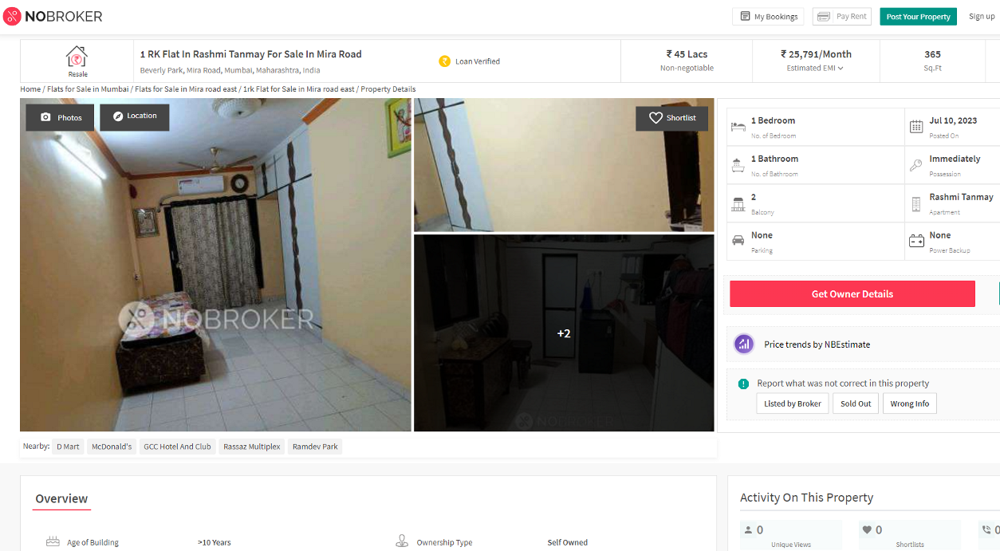 NOBROKER
My Bookings
Pay Rent
Post Your Property
Sign up
Resale
1 RK Flat In Rashmi Tanmay For Sale In Mira Road
Beverly Park, Mira Road, Mumbai, Maharashtra, India
Loan Verified
₹ 45 Lacs
Non-negotiable
₹ 25,791/Month
Estimated EMI
365
Sq.Ft
Home / Flats for Sale in Mumbai / Flats for Sale in Mira road east / 1rk Flat for Sale in Mira road east / Property Details
Photos
Location
Shortlist
NOBROKER
+2
NOBROKER
1 Bedroom
No. of Bedroom
Jul 10, 2023
Posted On
1 Bathroom
No. of Bathroom
Immediately
Possession
2
Balcony
Rashmi Tanmay
Apartment
None
Parking
None
Power Backup
Get Owner Details
Price trends by NBEstimate
Report what was not correct in this property
Listed by Broker
Sold Out
Wrong Info
Nearby:
D Mart
McDonald's
GCC Hotel And Club
Rassaz Multiplex
Ramdev Park
Overview
Age of Building
>10 Years
Ownership Type
Self Owned
Activity On This Property
0
Unique Views
0
Shortlists
0